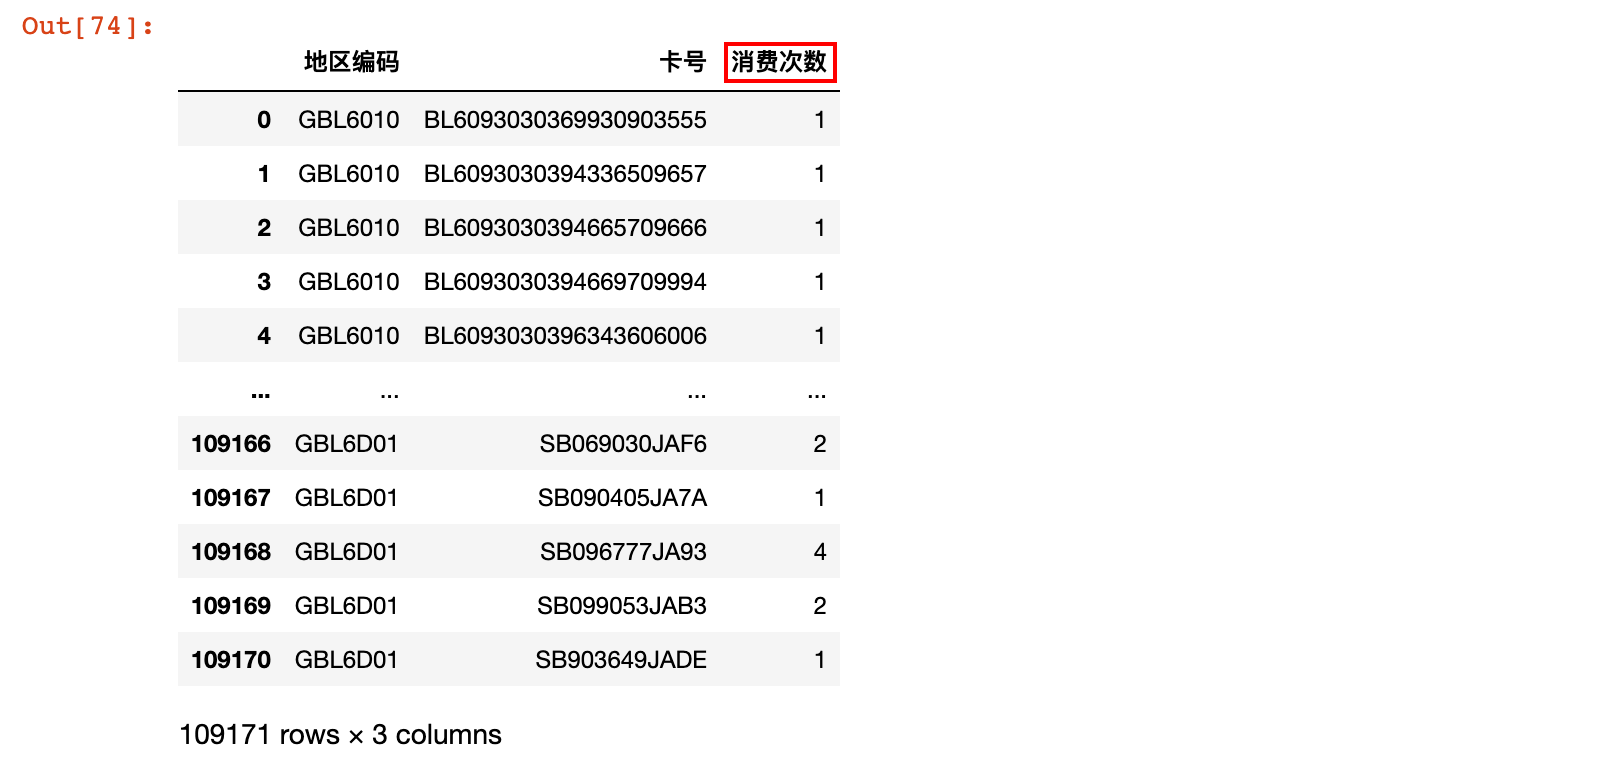 Out[74]:
地区编码 卡号 消费次数
0 GBL6010 BL6093030369930903555 1
1 GBL6010 BL6093030394336509657 1
2 GBL6010 BL6093030394665709666 1
3 GBL6010 BL6093030394669709994 1
4 GBL6010 BL6093030396343606006 1
... ... ... ...
109166 GBL6D01 SB069030JAF6 2
109167 GBL6D01 SB090405JA7A 1
109168 GBL6D01 SB096777JA93 4
109169 GBL6D01 SB099053JAB3 2
109170 GBL6D01 SB903649JADE 1
109171 rows × 3 columns